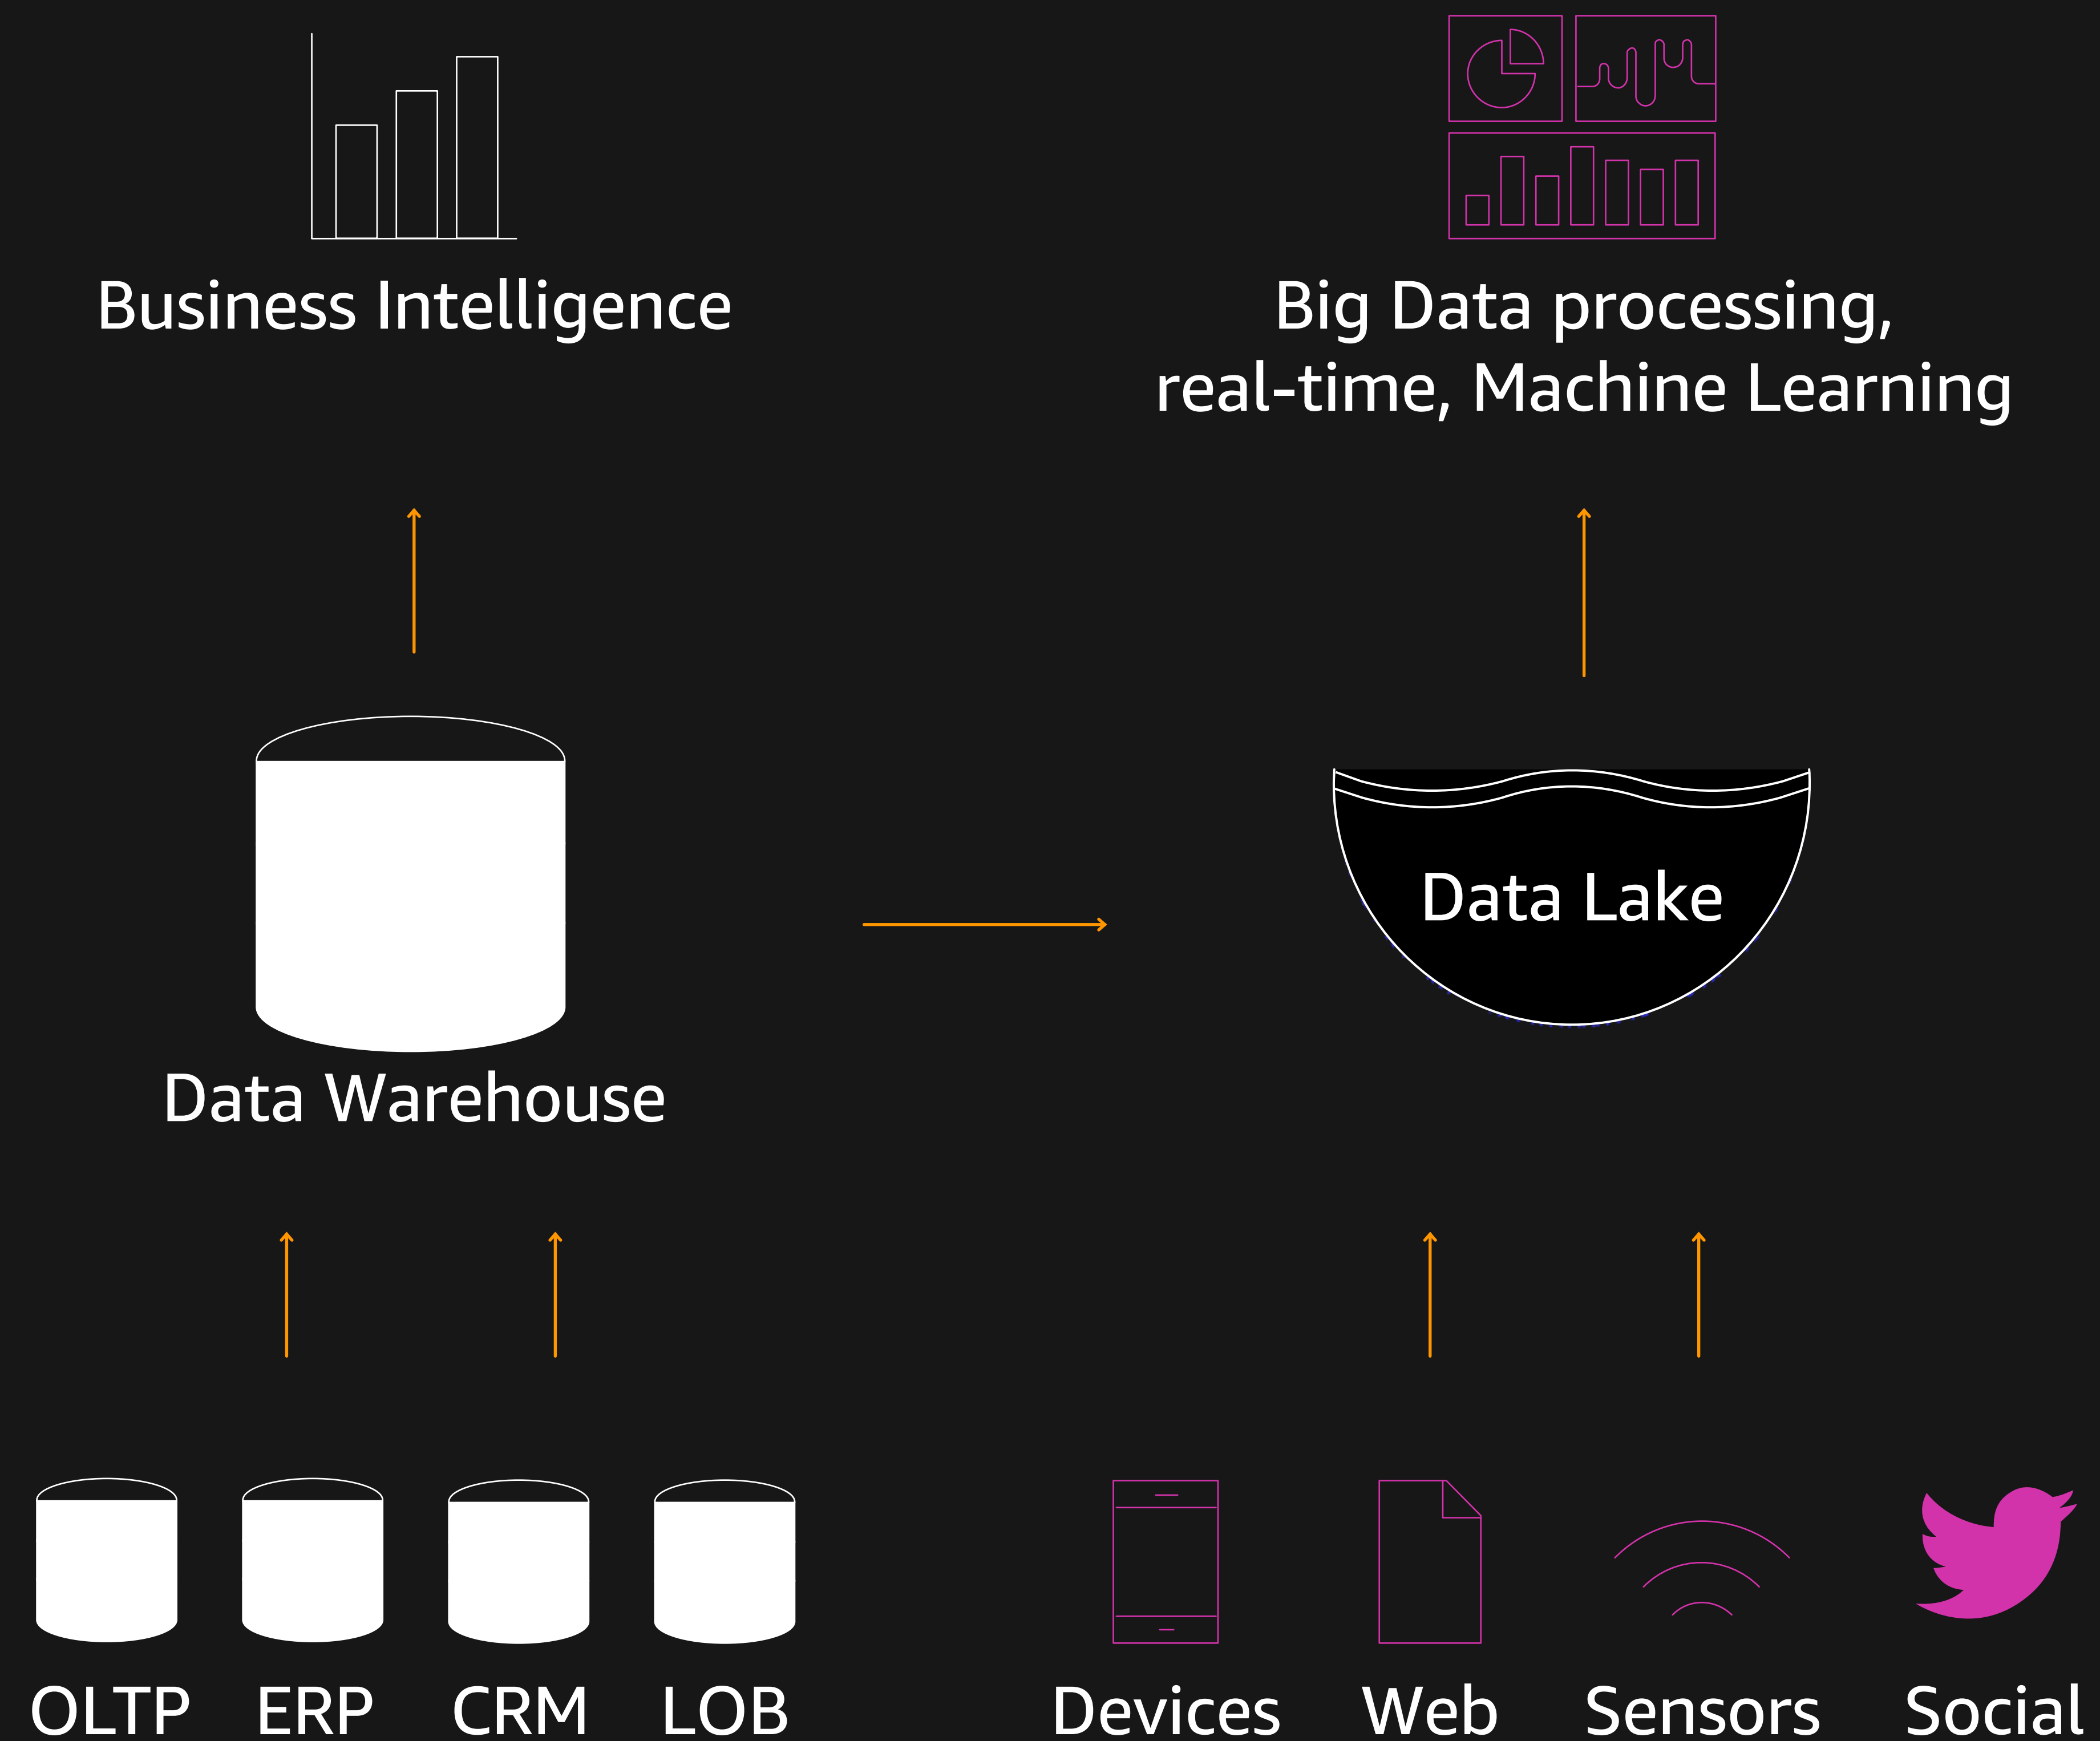 Business Intelligence
Big Data processing,
real-time, Machine Learning
Data Lake
Data Warehouse
OLTP
ERP
CRM
LOB
Devices
Web
Sensors
Social